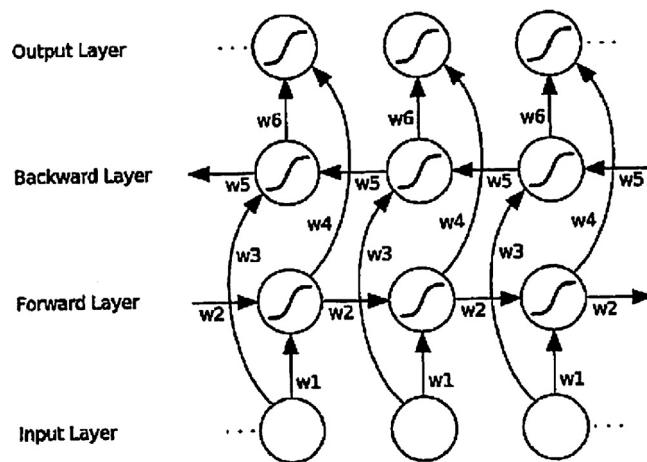 Output Layer
w6 w6 w6
Backward Layer
w5 w5 w5 w5
w3 w4 w3 w4 w3 w4
Forward Layer
w2 w2 w2 w2
w1 w1 w1
Input Layer